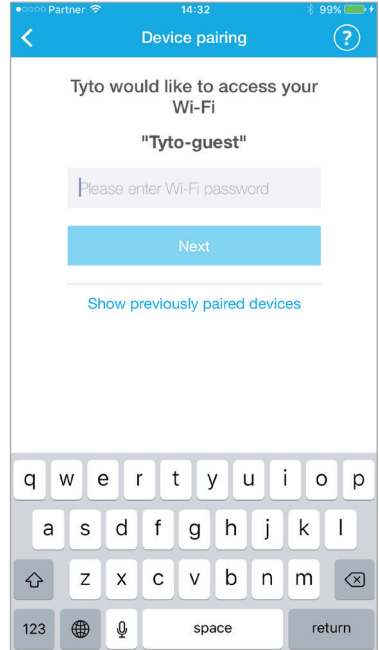 Partner 14:32 99%
Device pairing ?
Tyto would like to access your
Wi-Fi
"Tyto-guest"
Please enter Wi-Fi password
Next
Show previously paired devices
q w e r t y u i o p
a s d f g h j k l
z x c v b n m
123 space return